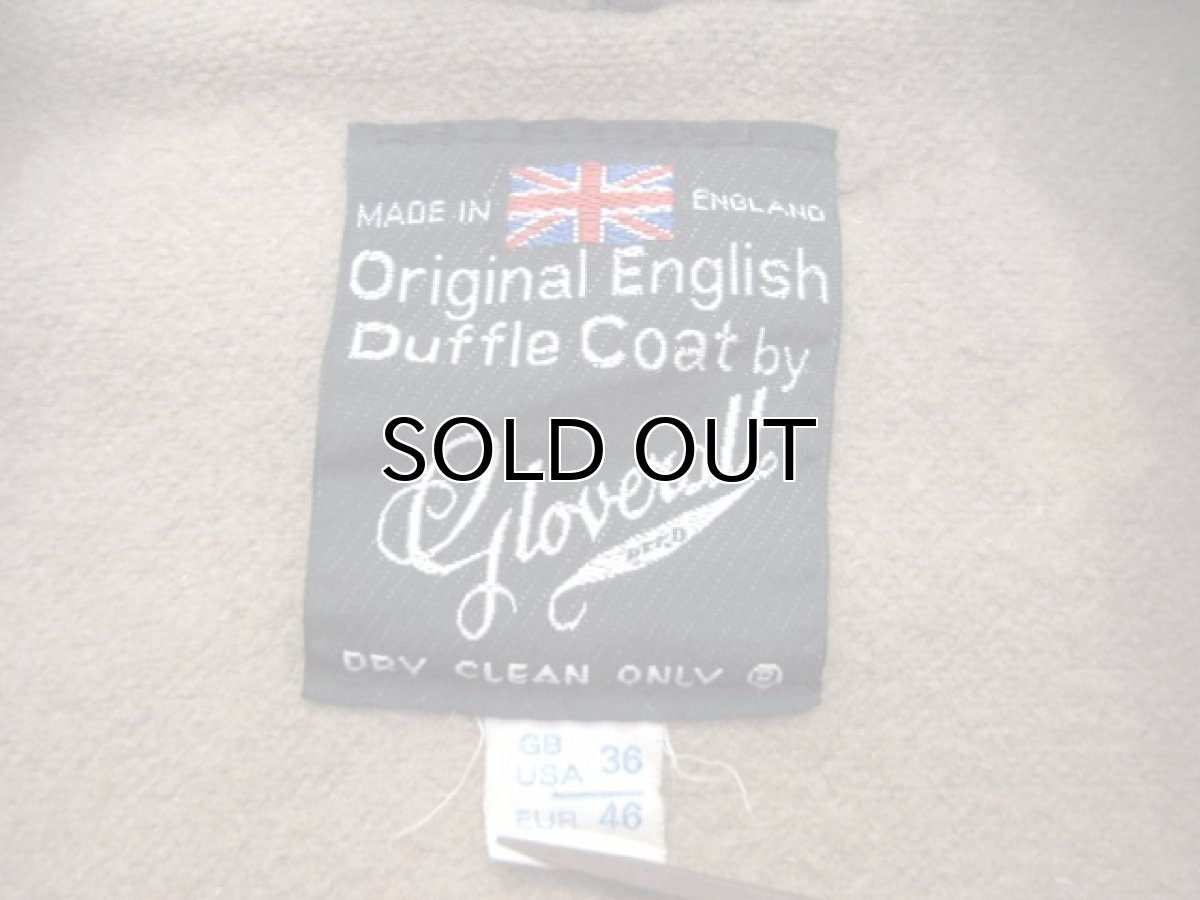 MADE IN ENGLAND
Original English
Duffle Coat by
Gloverall
SOLD OUT
REGD
DRY CLEAN ONLY Ⓟ
GB
USA 36
EUR 46